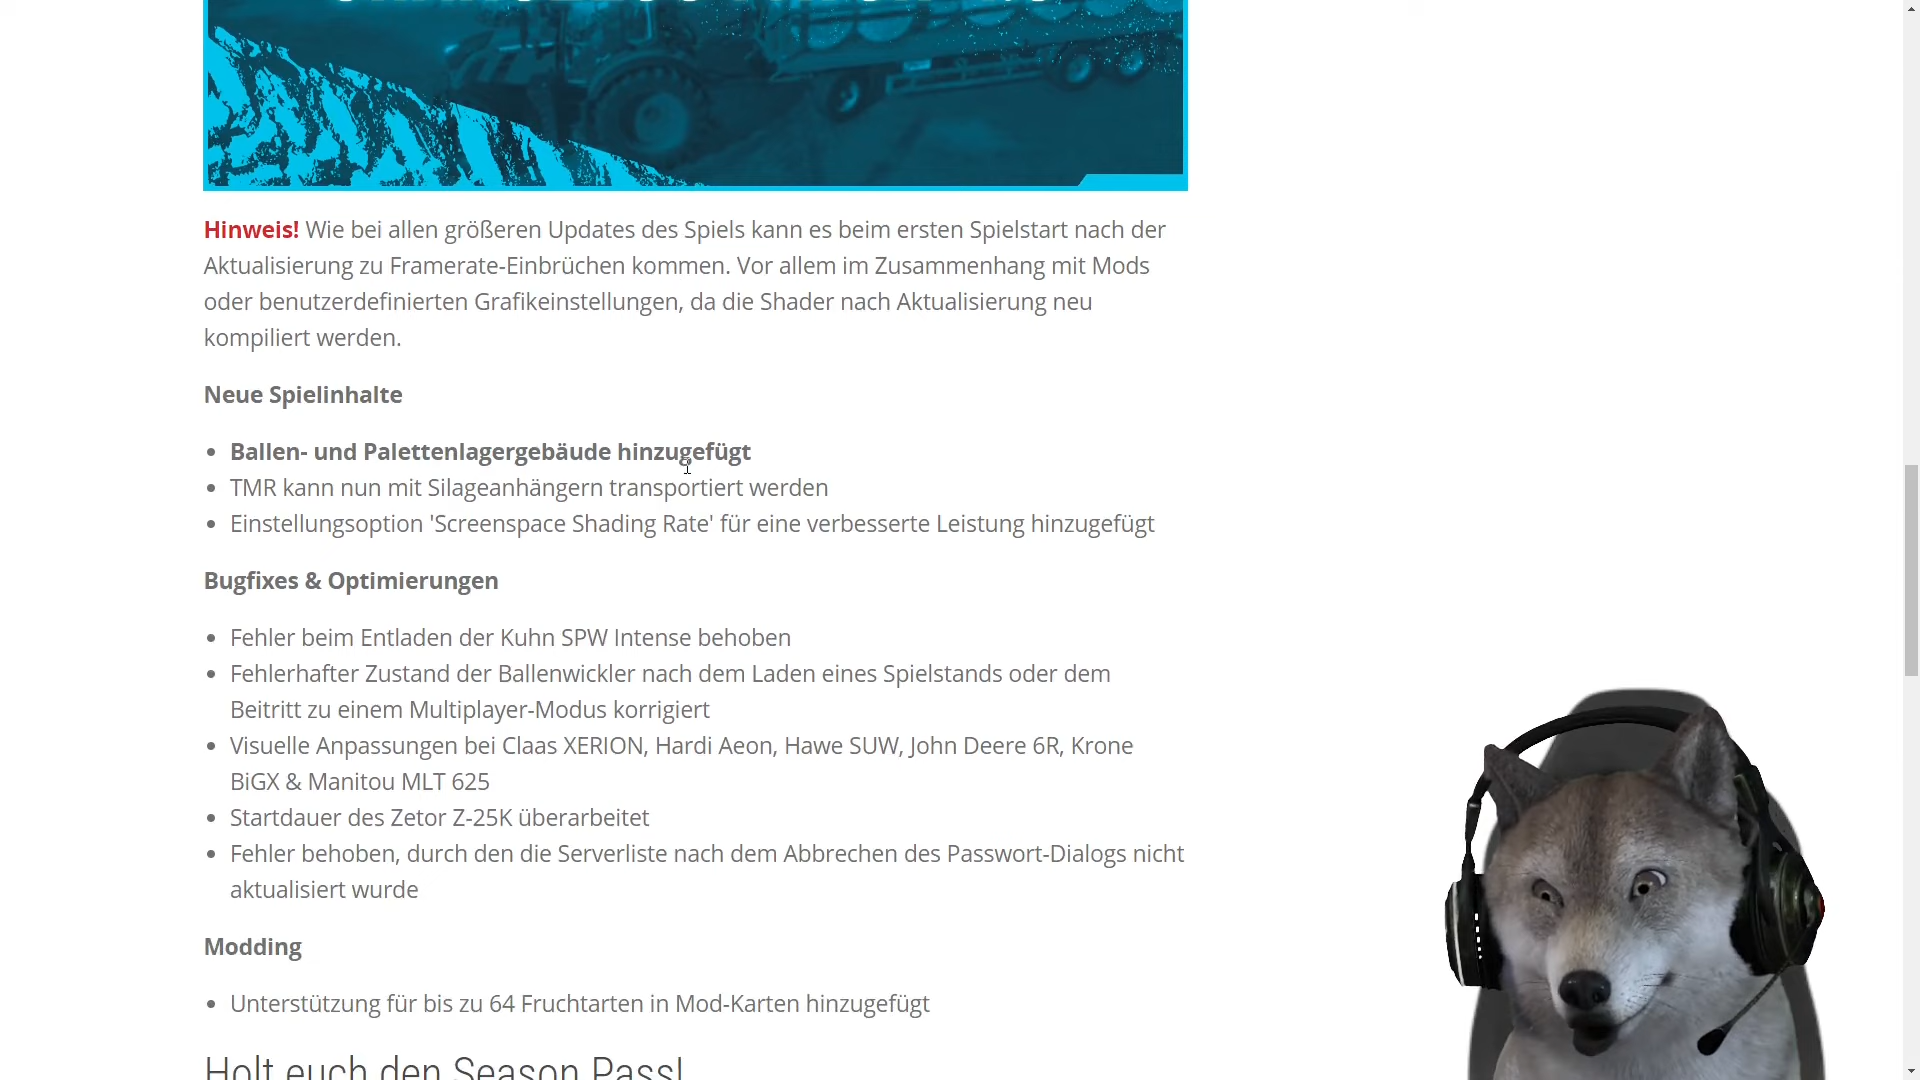 Hinweis! Wie bei allen größeren Updates des Spiels kann es beim ersten Spielstart nach der
Aktualisierung zu Framerate-Einbrüchen kommen. Vor allem im Zusammenhang mit Mods
oder benutzerdefinierten Grafikeinstellungen, da die Shader nach Aktualisierung neu
kompiliert werden.
Neue Spielinhalte
• Ballen- und Palettenlagergebäude hinzugefügt
• TMR kann nun mit Silageanhängern transportiert werden
• Einstellungsoption 'Screenspace Shading Rate' für eine verbesserte Leistung hinzugefügt
Bugfixes & Optimierungen
• Fehler beim Entladen der Kuhn SPW Intense behoben
• Fehlerhafter Zustand der Ballenwickler nach dem Laden eines Spielstands oder dem
Beitritt zu einem Multiplayer-Modus korrigiert
• Visuelle Anpassungen bei Claas XERION, Hardi Aeon, Hawe SUW, John Deere 6R, Krone
BiGX & Manitou MLT 625
• Startdauer des Zetor Z-25K überarbeitet
• Fehler behoben, durch den die Serverliste nach dem Abbrechen des Passwort-Dialogs nicht
aktualisiert wurde
Modding
• Unterstützung für bis zu 64 Fruchtarten in Mod-Karten hinzugefügt
Holt euch den Season Pass!